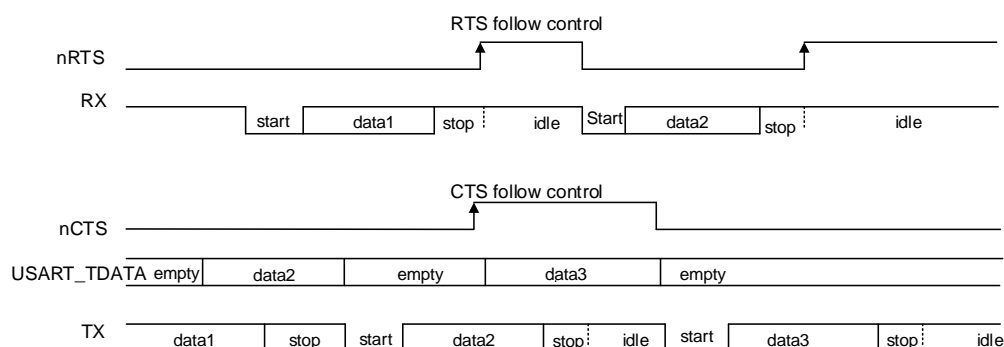 RTS follow control
nRTS
RX start data1 stop idle Start data2 stop idle
CTS follow control
nCTS
USART_TDATA empty data2 empty data3 empty
TX data1 stop start data2 stop idle start data3 stop idle